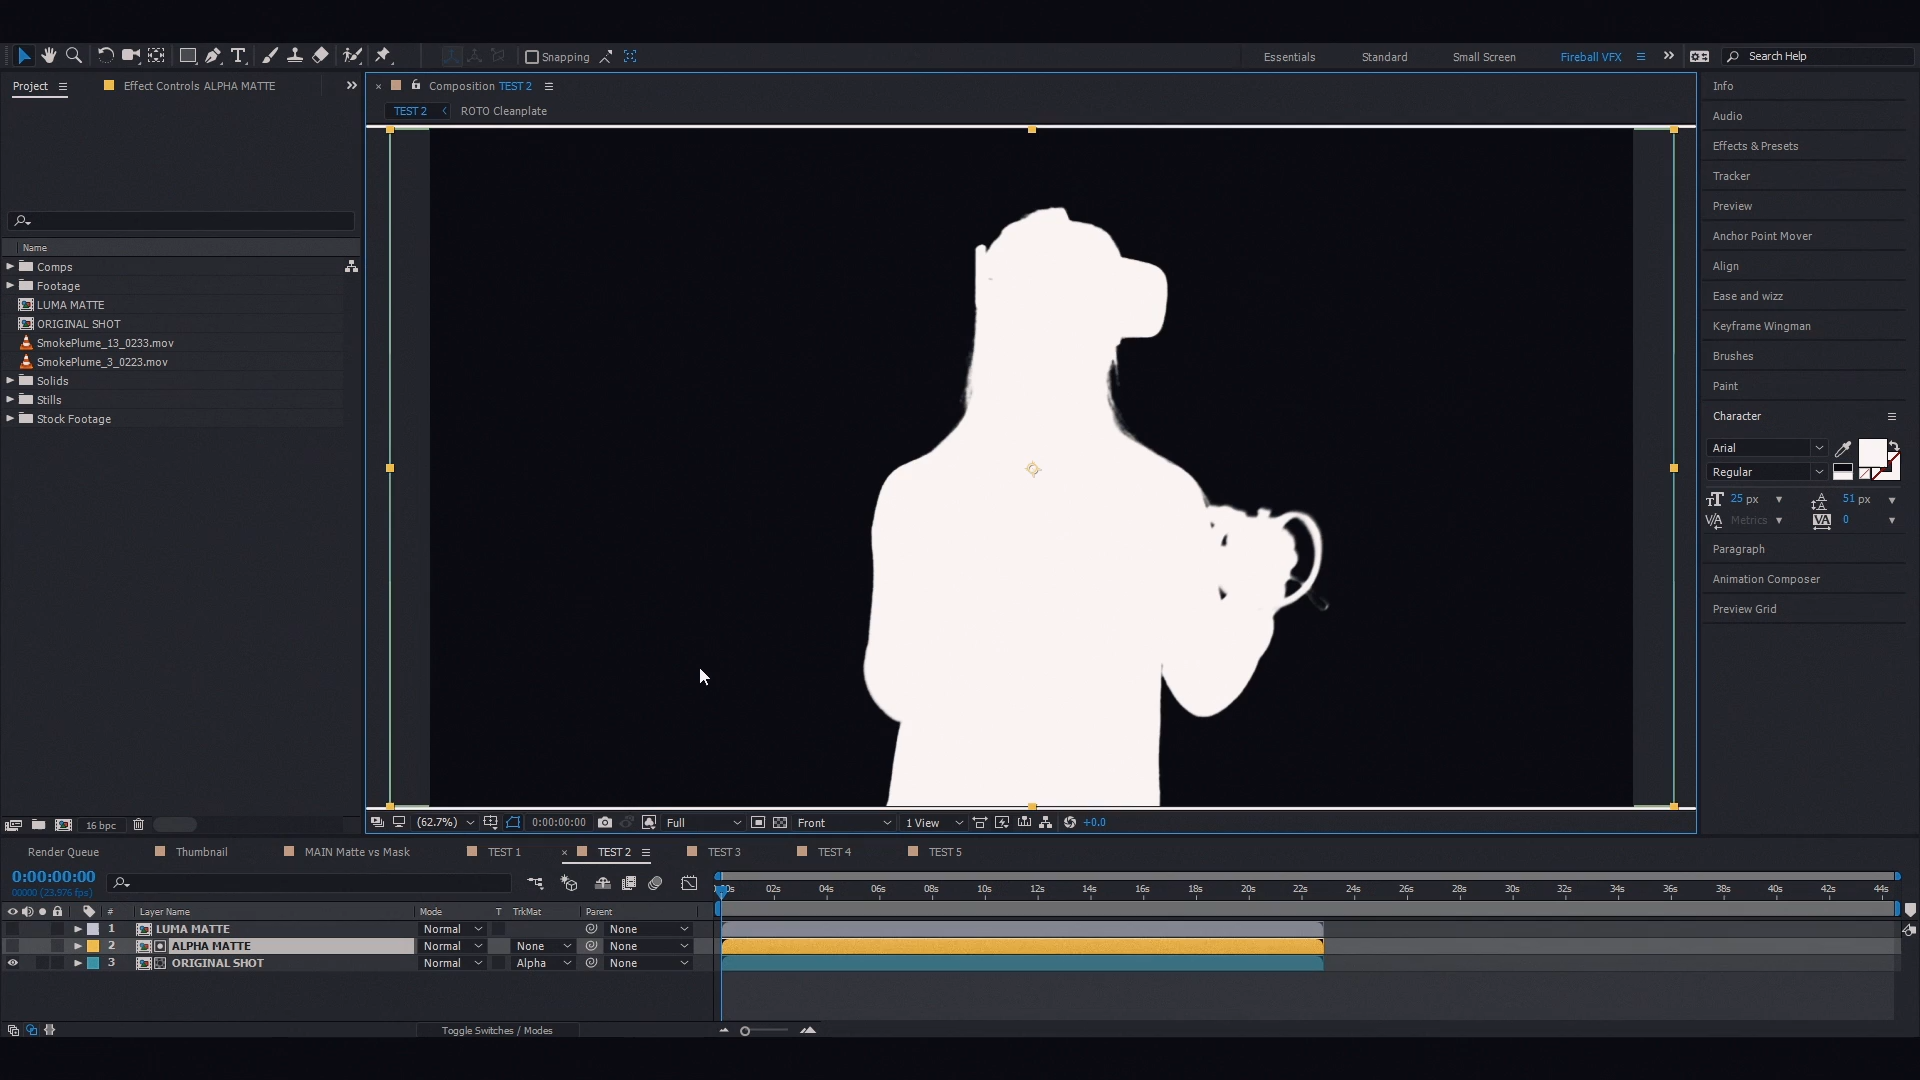 Snapping
Essentials
Standard
Small Screen
Fireball VFX
Search Help
Project
Effect Controls ALPHA MATTE
Composition TEST 2
TEST 2
ROTO Cleanplate
Name
Comps
Footage
LUMA MATTE
ORIGINAL SHOT
SmokePlume_13_0233.mov
SmokePlume_3_0223.mov
Solids
Stills
Stock Footage
16 bpc
(62.7%)
0:00:00:00
Full
Front
1 View
+0.0
Info
Audio
Effects & Presets
Tracker
Preview
Anchor Point Mover
Align
Ease and wizz
Keyframe Wingman
Brushes
Paint
Character
Arial
Regular
25 px
51 px
Metrics
0
Paragraph
Animation Composer
Preview Grid
Render Queue
Thumbnail
MAIN Matte vs Mask
TEST 1
TEST 2
TEST 3
TEST 4
TEST 5
0:00:00:00
00000 (23.976 fps)
02s 04s 06s 08s 10s 12s 14s 16s 18s 20s 22s 24s 26s 28s 30s 32s 34s 36s 38s 40s 42s 44s
# Layer Name Mode T TrkMat Parent
1 LUMA MATTE Normal None
2 ALPHA MATTE Normal None None
3 ORIGINAL SHOT Normal Alpha None
Toggle Switches / Modes